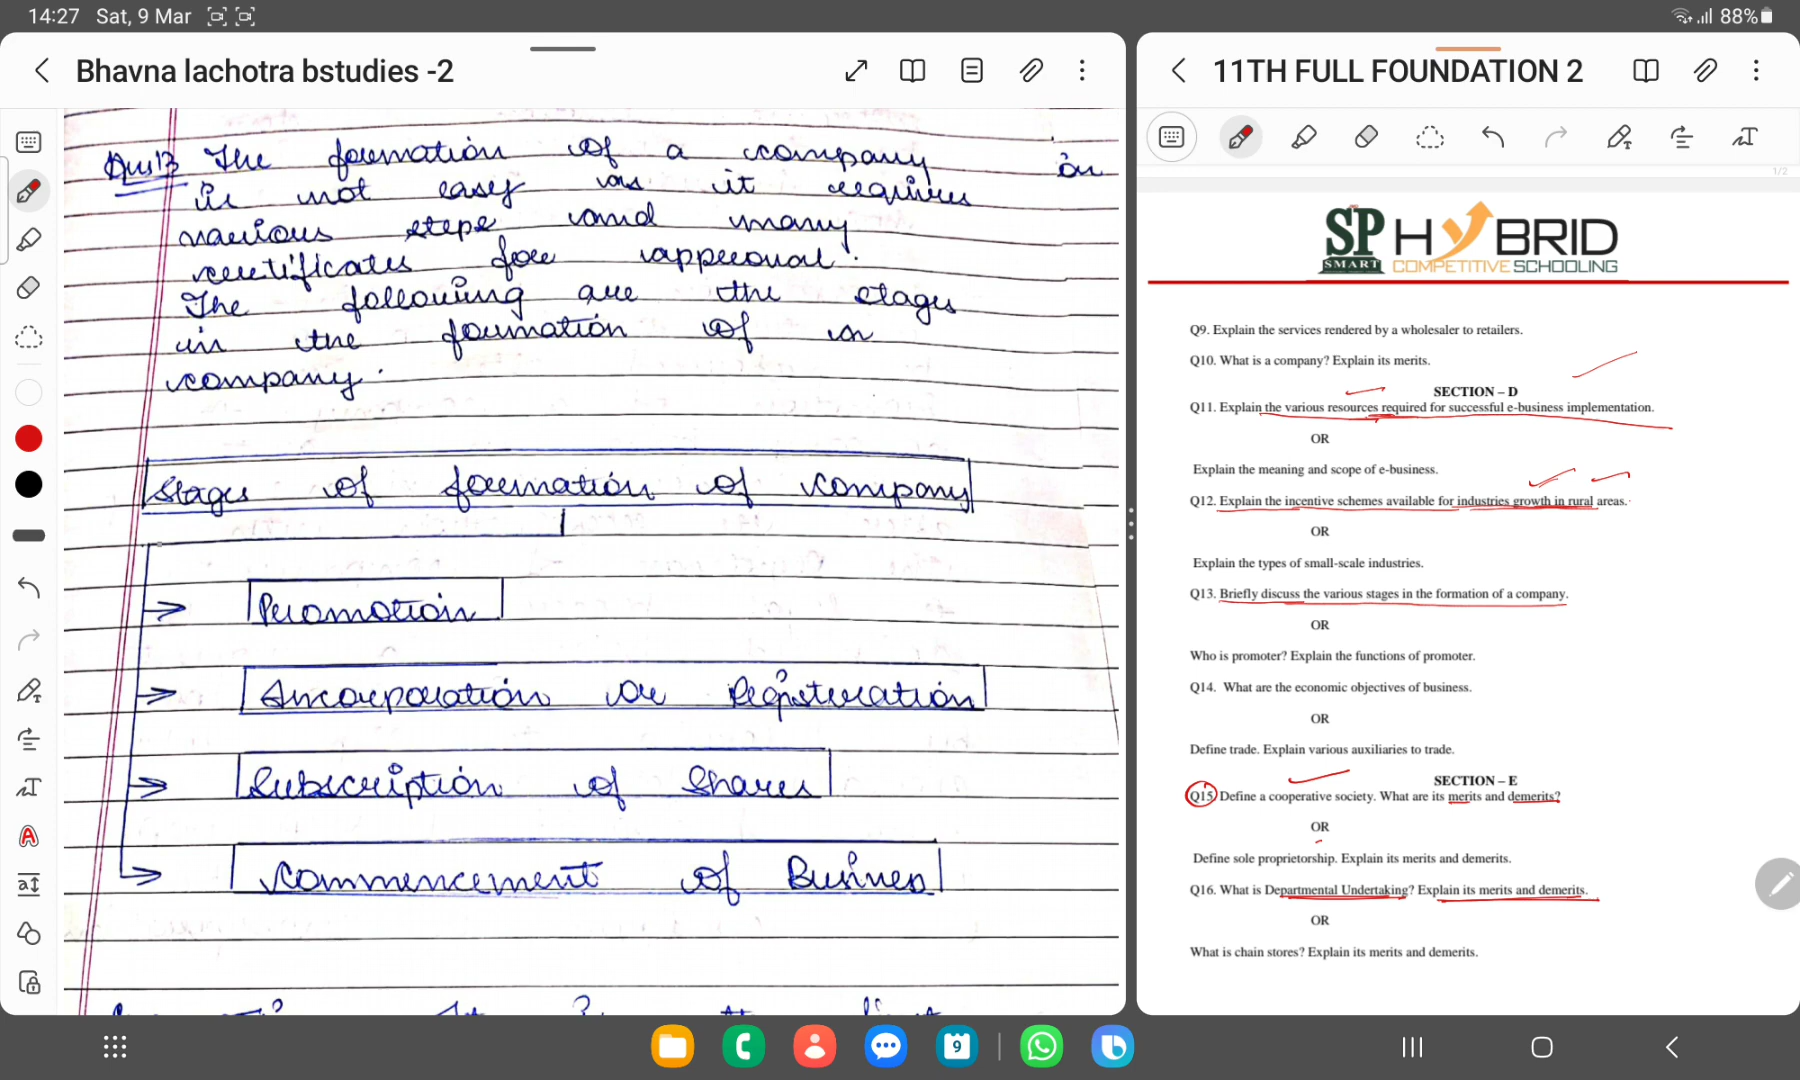 14:27 Sat, 9 Mar
88%
Bhavna lachotra bstudies -2
Ans13 The formation of a company
is not easy as it requires
various steps and many
certificates for approval.
The following are the stages
in the formation of
company.
Stages of formation of company
Promotion
Incorporation or Registeration
Subscription of Shares
Commencement of Business
11TH FULL FOUNDATION 2
1/2
SP HYBRID
SMART COMPETITIVE SCHOOLING
Q9. Explain the services rendered by a wholesaler to retailers.
Q10. What is a company? Explain its merits.
SECTION – D
Q11. Explain the various resources required for successful e-business implementation.
OR
Explain the meaning and scope of e-business.
Q12. Explain the incentive schemes available for industries growth in rural areas.
OR
Explain the types of small-scale industries.
Q13. Briefly discuss the various stages in the formation of a company.
OR
Who is promoter? Explain the functions of promoter.
Q14. What are the economic objectives of business.
OR
Define trade. Explain various auxiliaries to trade.
SECTION – E
Q15. Define a cooperative society. What are its merits and demerits?
OR
Define sole proprietorship. Explain its merits and demerits.
Q16. What is Departmental Undertaking? Explain its merits and demerits.
OR
What is chain stores? Explain its merits and demerits.
9